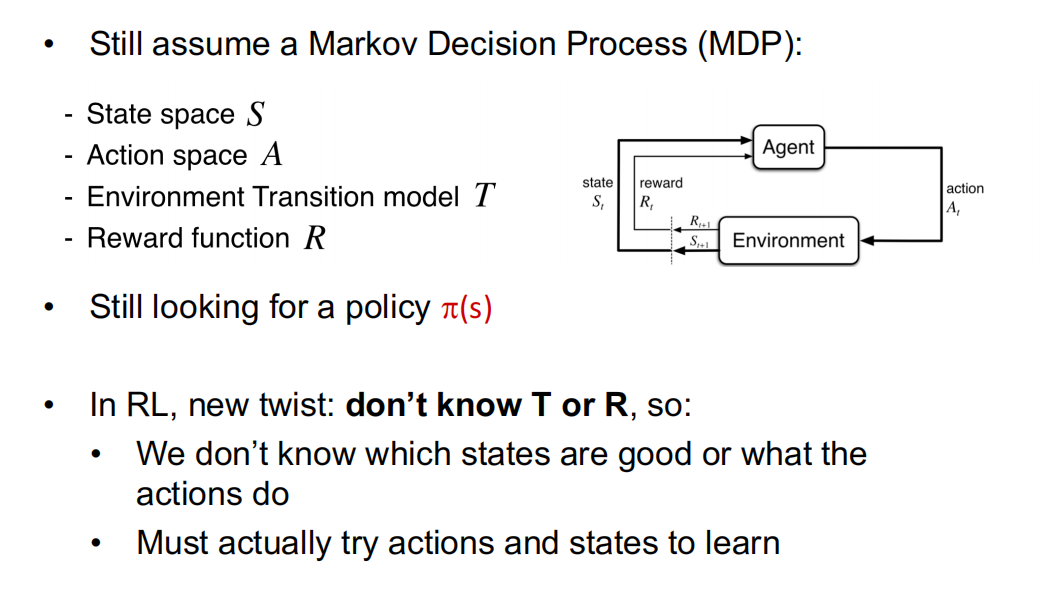 • Still assume a Markov Decision Process (MDP):
- State space S
- Action space A
- Environment Transition model T
- Reward function R
Agent
state
S_t
reward
R_t
action
A_t
R_{t+1}
S_{t+1}
Environment
• Still looking for a policy π(s)
• In RL, new twist: don’t know T or R, so:
• We don’t know which states are good or what the
actions do
• Must actually try actions and states to learn